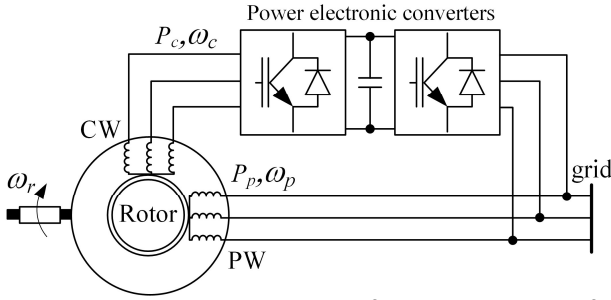 Power electronic converters
P_c,ω_c
CW
ω_r
P_p,ω_p
grid
Rotor
PW